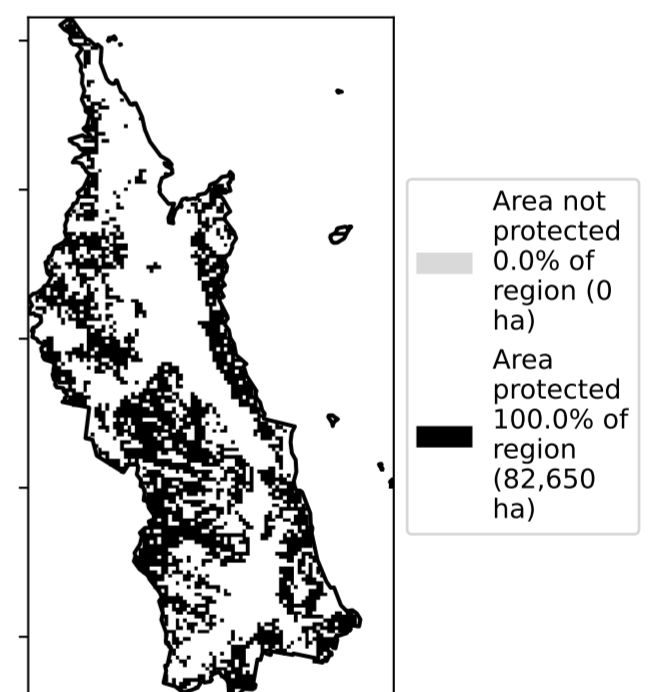 Area not
protected
0.0% of
region (0
ha)
Area
protected
100.0% of
region
(82,650
ha)